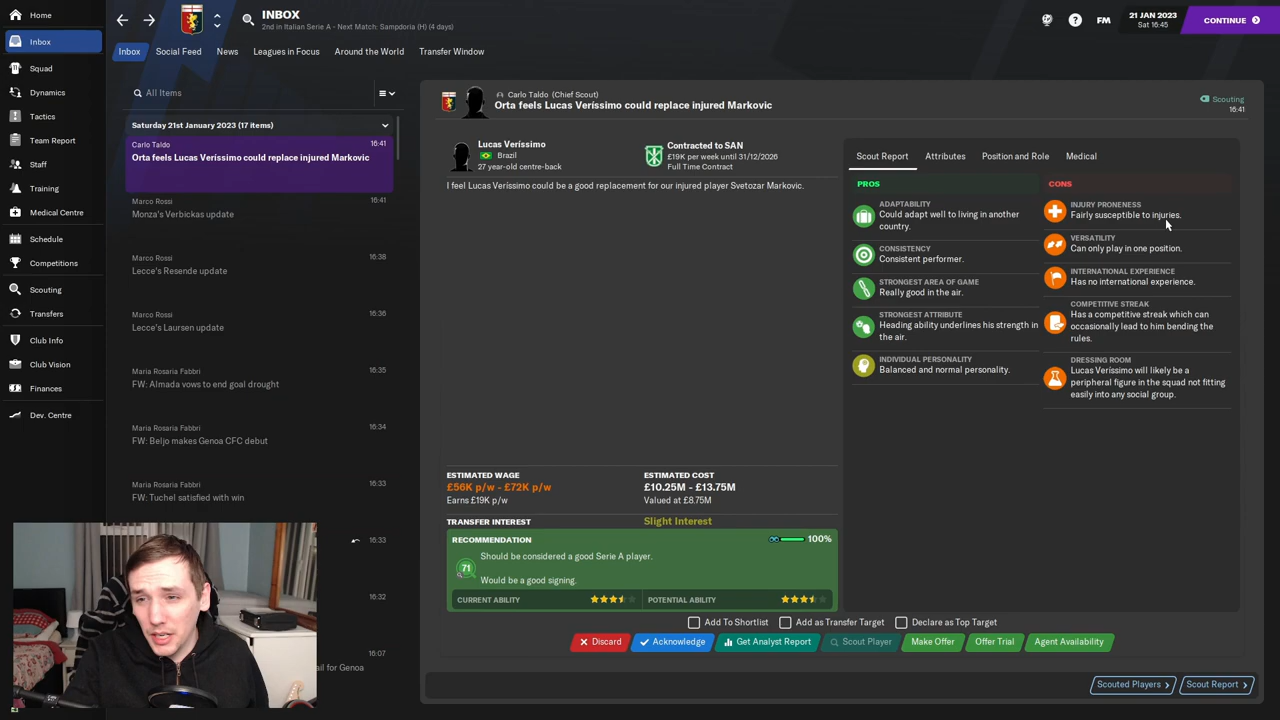 Home
Inbox
Squad
Dynamics
Tactics
Team Report
Staff
Training
Medical Centre
Schedule
Competitions
Scouting
Transfers
Club Info
Club Vision
Finances
Dev. Centre
INBOX
2nd in Italian Serie A - Next Match: Sampdoria (H) (4 days)
?
FM
21 JAN 2023
Sat 16:45
CONTINUE
Inbox
Social Feed
News
Leagues in Focus
Around the World
Transfer Window
All Items
Saturday 21st January 2023 (17 items)
Carlo Taldo
16:41
Orta feels Lucas Veríssimo could replace injured Markovic
Marco Rossi
16:41
Monza's Verbickas update
Marco Rossi
16:38
Lecce's Resende update
Marco Rossi
16:36
Lecce's Laursen update
Maria Rosaria Fabbri
16:35
FW: Almada vows to end goal drought
Maria Rosaria Fabbri
16:34
FW: Beljo makes Genoa CFC debut
Maria Rosaria Fabbri
16:33
FW: Tuchel satisfied with win
16:33
16:32
16:07
ail for Genoa
Carlo Taldo (Chief Scout)
Orta feels Lucas Veríssimo could replace injured Markovic
Scouting
16:41
Lucas Veríssimo
Brazil
27 year-old centre-back
Contracted to SAN
£19K per week until 31/12/2026
Full Time Contract
I feel Lucas Veríssimo could be a good replacement for our injured player Svetozar Markovic.
ESTIMATED WAGE
£56K p/w - £72K p/w
Earns £19K p/w
ESTIMATED COST
£10.25M - £13.75M
Valued at £8.75M
TRANSFER INTEREST
Slight Interest
RECOMMENDATION
100%
71
Should be considered a good Serie A player.
Would be a good signing.
CURRENT ABILITY
POTENTIAL ABILITY
Scout Report
Attributes
Position and Role
Medical
PROS
ADAPTABILITY
Could adapt well to living in another
country.
CONSISTENCY
Consistent performer.
STRONGEST AREA OF GAME
Really good in the air.
STRONGEST ATTRIBUTE
Heading ability underlines his strength in
the air.
INDIVIDUAL PERSONALITY
Balanced and normal personality.
CONS
INJURY PRONENESS
Fairly susceptible to injuries.
VERSATILITY
Can only play in one position.
INTERNATIONAL EXPERIENCE
Has no international experience.
COMPETITIVE STREAK
Has a competitive streak which can
occasionally lead to him bending the
rules.
DRESSING ROOM
Lucas Veríssimo will likely be a
peripheral figure in the squad not fitting
easily into any social group.
Add To Shortlist
Add as Transfer Target
Declare as Top Target
Discard
Acknowledge
Get Analyst Report
Scout Player
Make Offer
Offer Trial
Agent Availability
Scouted Players
Scout Report